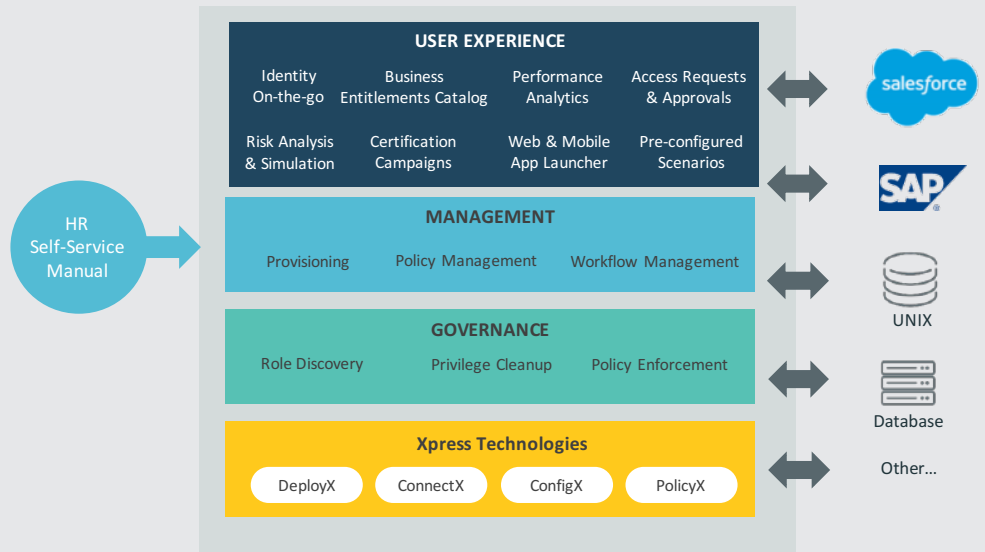 USER EXPERIENCE
Identity
On-the-go
Business
Entitlements Catalog
Performance
Analytics
Access Requests
& Approvals
Risk Analysis
& Simulation
Certification
Campaigns
Web & Mobile
App Launcher
Pre-configured
Scenarios
HR
Self-Service
Manual
MANAGEMENT
Provisioning
Policy Management
Workflow Management
GOVERNANCE
Role Discovery
Privilege Cleanup
Policy Enforcement
Xpress Technologies
DeployX
ConnectX
ConfigX
PolicyX
salesforce
SAP
®
UNIX
Database
Other...